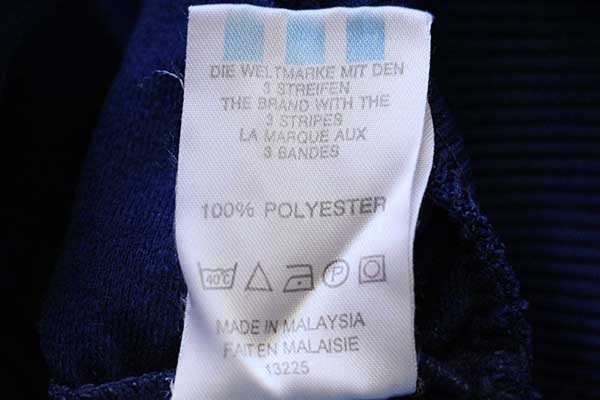 DIE WELTMARKE MIT DEN
3 STREIFEN
THE BRAND WITH THE
3 STRIPES
LA MARQUE AUX
3 BANDES
100% POLYESTER
40°C P
MADE IN MALAYSIA
FAIT EN MALAISIE
13225